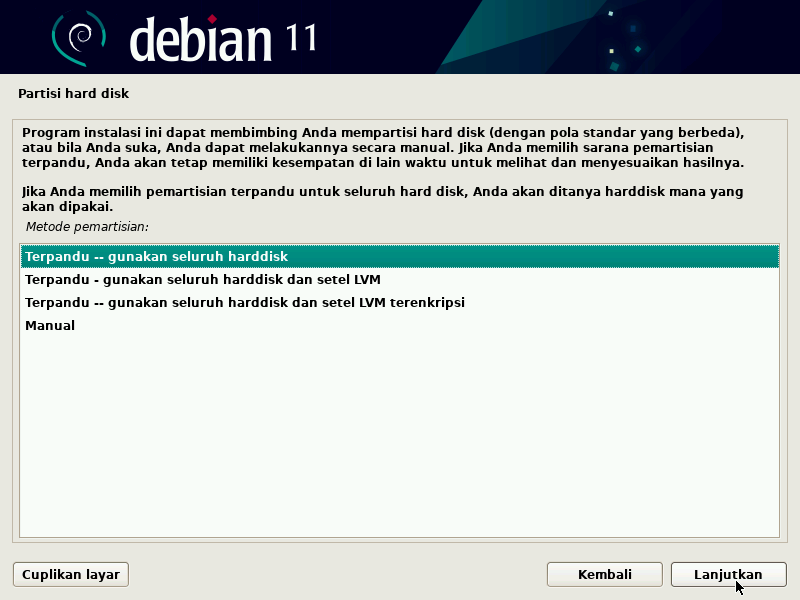 debian 11
Partisi hard disk
Program instalasi ini dapat membimbing Anda mempartisi hard disk (dengan pola standar yang berbeda),
atau bila Anda suka, Anda dapat melakukannya secara manual. Jika Anda memilih sarana pemartisian
terpandu, Anda akan tetap memiliki kesempatan di lain waktu untuk melihat dan menyesuaikan hasilnya.
Jika Anda memilih pemartisian terpandu untuk seluruh hard disk, Anda akan ditanya harddisk mana yang
akan dipakai.
Metode pemartisian:
Terpandu -- gunakan seluruh harddisk
Terpandu - gunakan seluruh harddisk dan setel LVM
Terpandu -- gunakan seluruh harddisk dan setel LVM terenkripsi
Manual
Cuplikan layar
Kembali
Lanjutkan